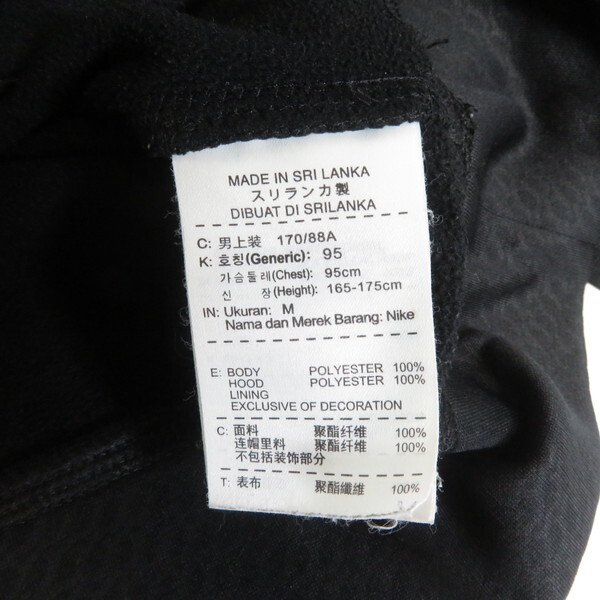 MADE IN SRI LANKA
スリランカ製
DIBUAT DI SRILANKA
C: 男上装 170/88A
K: 호칭(Generic): 95
가슴둘레(Chest): 95cm
신 장(Height): 165-175cm
IN: Ukuran: M
Nama dan Merek Barang: Nike
E: BODY POLYESTER 100%
HOOD POLYESTER 100%
LINING
EXCLUSIVE OF DECORATION
C: 面料 聚酯纤维 100%
连帽里料 聚酯纤维 100%
不包括装饰部分
T: 表布 聚酯纖維 100%